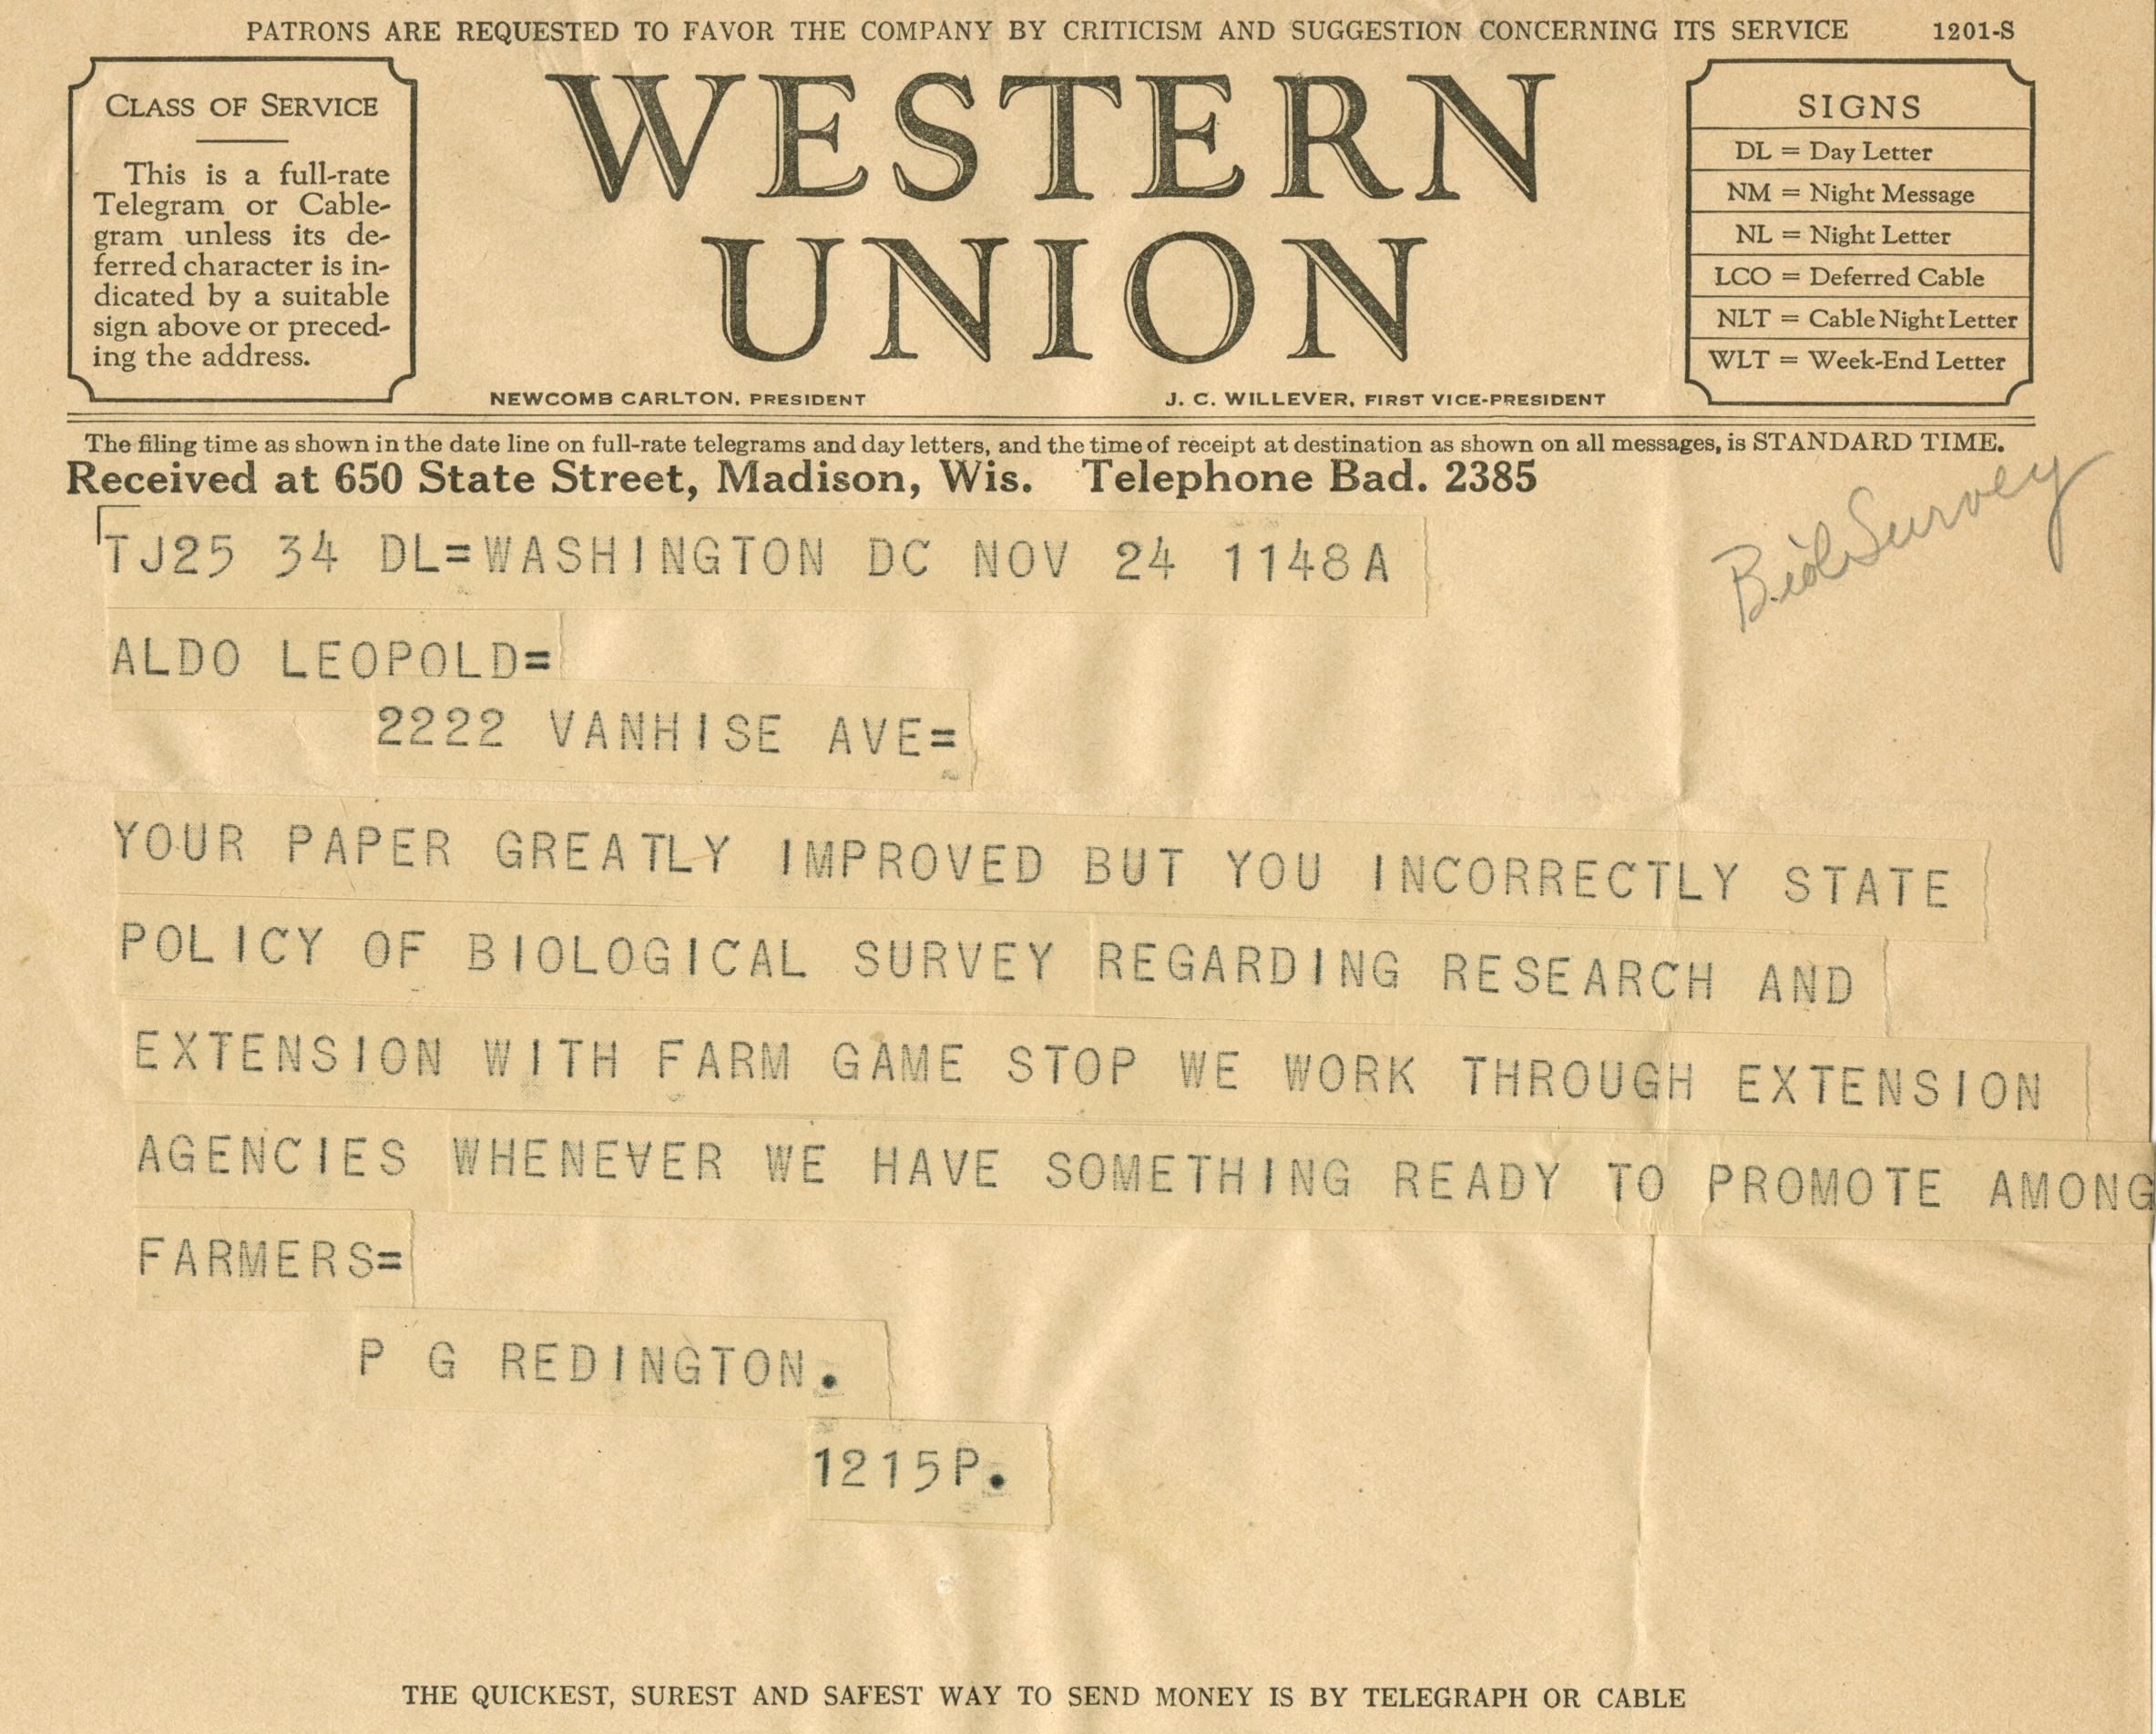 PATRONS ARE REQUESTED TO FAVOR THE COMPANY BY CRITICISM AND SUGGESTION CONCERNING ITS SERVICE 1201-S
CLASS OF SERVICE
This is a full-rate
Telegram or Cable-
gram unless its de-
ferred character is in-
dicated by a suitable
sign above or preced-
ing the address.
WESTERN
UNION
NEWCOMB CARLTON, PRESIDENT
J. C. WILLEVER, FIRST VICE-PRESIDENT
SIGNS
DL = Day Letter
NM = Night Message
NL = Night Letter
LCO = Deferred Cable
NLT = Cable Night Letter
WLT = Week-End Letter
The filing time as shown in the date line on full-rate telegrams and day letters, and the time of receipt at destination as shown on all messages, is STANDARD TIME.
Received at 650 State Street, Madison, Wis. Telephone Bad. 2385
Biol Survey
TJ25 34 DL=WASHINGTON DC NOV 24 1148A
ALDO LEOPOLD=
2222 VANHISE AVE=
YOUR PAPER GREATLY IMPROVED BUT YOU INCORRECTLY STATE
POLICY OF BIOLOGICAL SURVEY REGARDING RESEARCH AND
EXTENSION WITH FARM GAME STOP WE WORK THROUGH EXTENSION
AGENCIES WHENEVER WE HAVE SOMETHING READY TO PROMOTE AMONG
FARMERS=
P G REDINGTON.
1215P.
THE QUICKEST, SUREST AND SAFEST WAY TO SEND MONEY IS BY TELEGRAPH OR CABLE